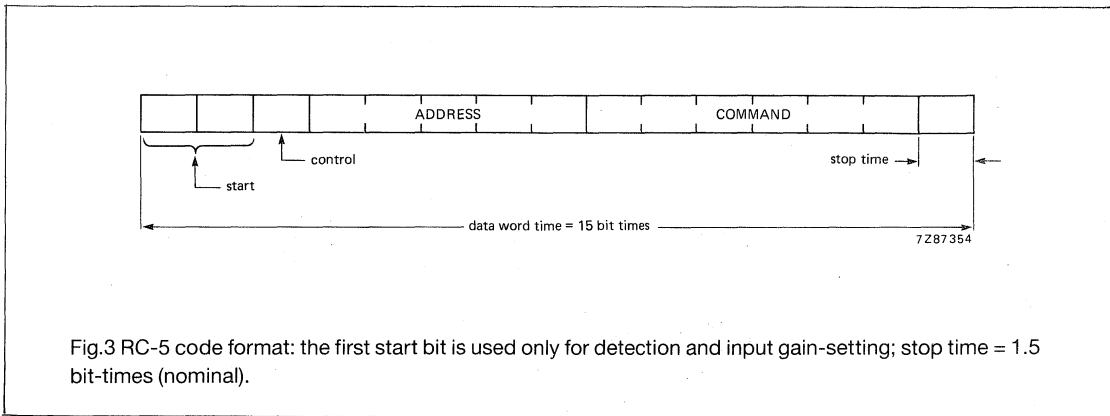 ADDRESS COMMAND
control
stop time
start
data word time = 15 bit times
7Z87354
Fig.3 RC-5 code format: the first start bit is used only for detection and input gain-setting; stop time = 1.5
bit-times (nominal).